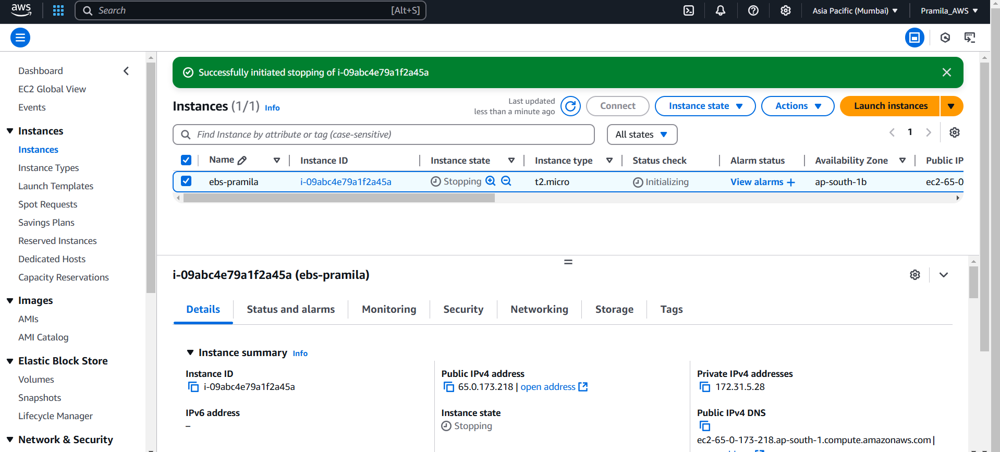 aws
Search [Alt+S]
Asia Pacific (Mumbai)
Pramila_AWS
Dashboard
EC2 Global View
Events
Instances
Instances
Instance Types
Launch Templates
Spot Requests
Savings Plans
Reserved Instances
Dedicated Hosts
Capacity Reservations
Images
AMIs
AMI Catalog
Elastic Block Store
Volumes
Snapshots
Lifecycle Manager
Network & Security
Successfully initiated stopping of i-09abc4e79a1f2a45a
Instances (1/1) Info
Last updated
less than a minute ago
Connect
Instance state
Actions
Launch instances
Find Instance by attribute or tag (case-sensitive)
All states
1
Name Instance ID Instance state Instance type Status check Alarm status Availability Zone Public IP
ebs-pramila i-09abc4e79a1f2a45a Stopping t2.micro Initializing View alarms + ap-south-1b ec2-65-0
i-09abc4e79a1f2a45a (ebs-pramila)
Details Status and alarms Monitoring Security Networking Storage Tags
Instance summary Info
Instance ID
i-09abc4e79a1f2a45a
IPv6 address
–
Public IPv4 address
65.0.173.218 | open address
Instance state
Stopping
Private IPv4 addresses
172.31.5.28
Public IPv4 DNS
ec2-65-0-173-218.ap-south-1.compute.amazonaws.com |